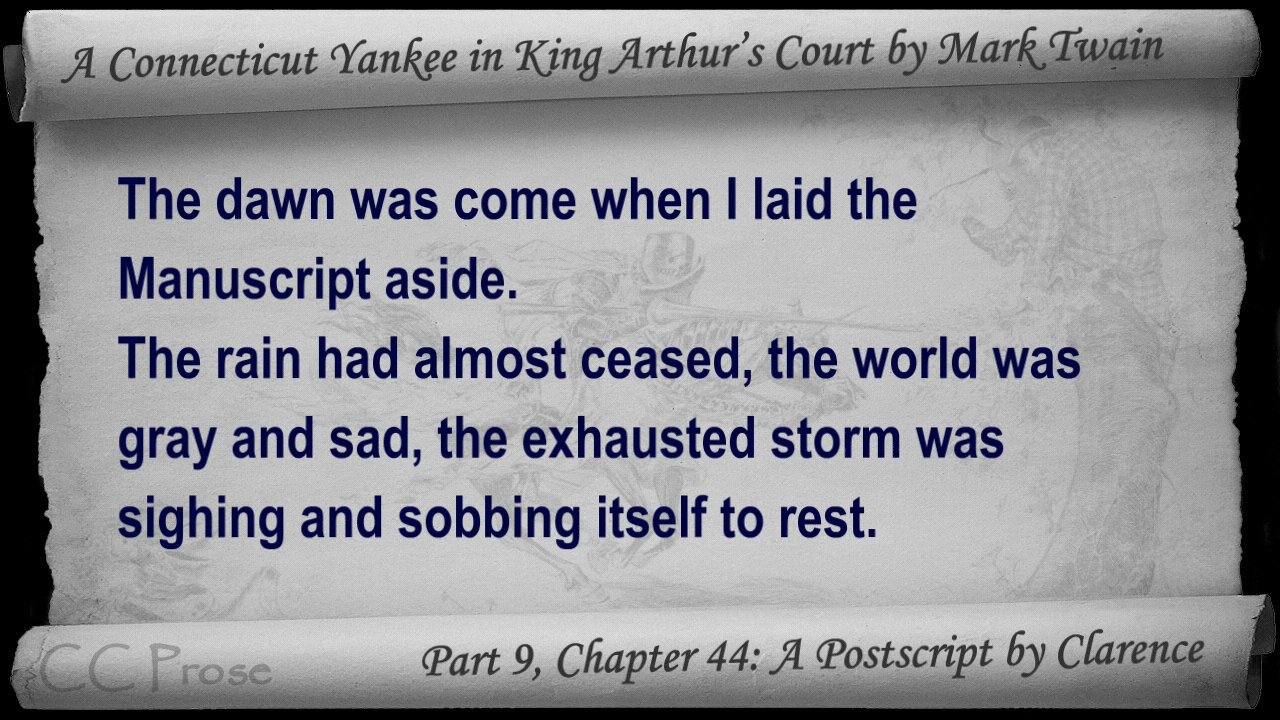 A Connecticut Yankee in King Arthur's Court by Mark Twain
The dawn was come when I laid the
Manuscript aside.
The rain had almost ceased, the world was
gray and sad, the exhausted storm was
sighing and sobbing itself to rest.
CC Prose
Part 9, Chapter 44: A Postscript by Clarence